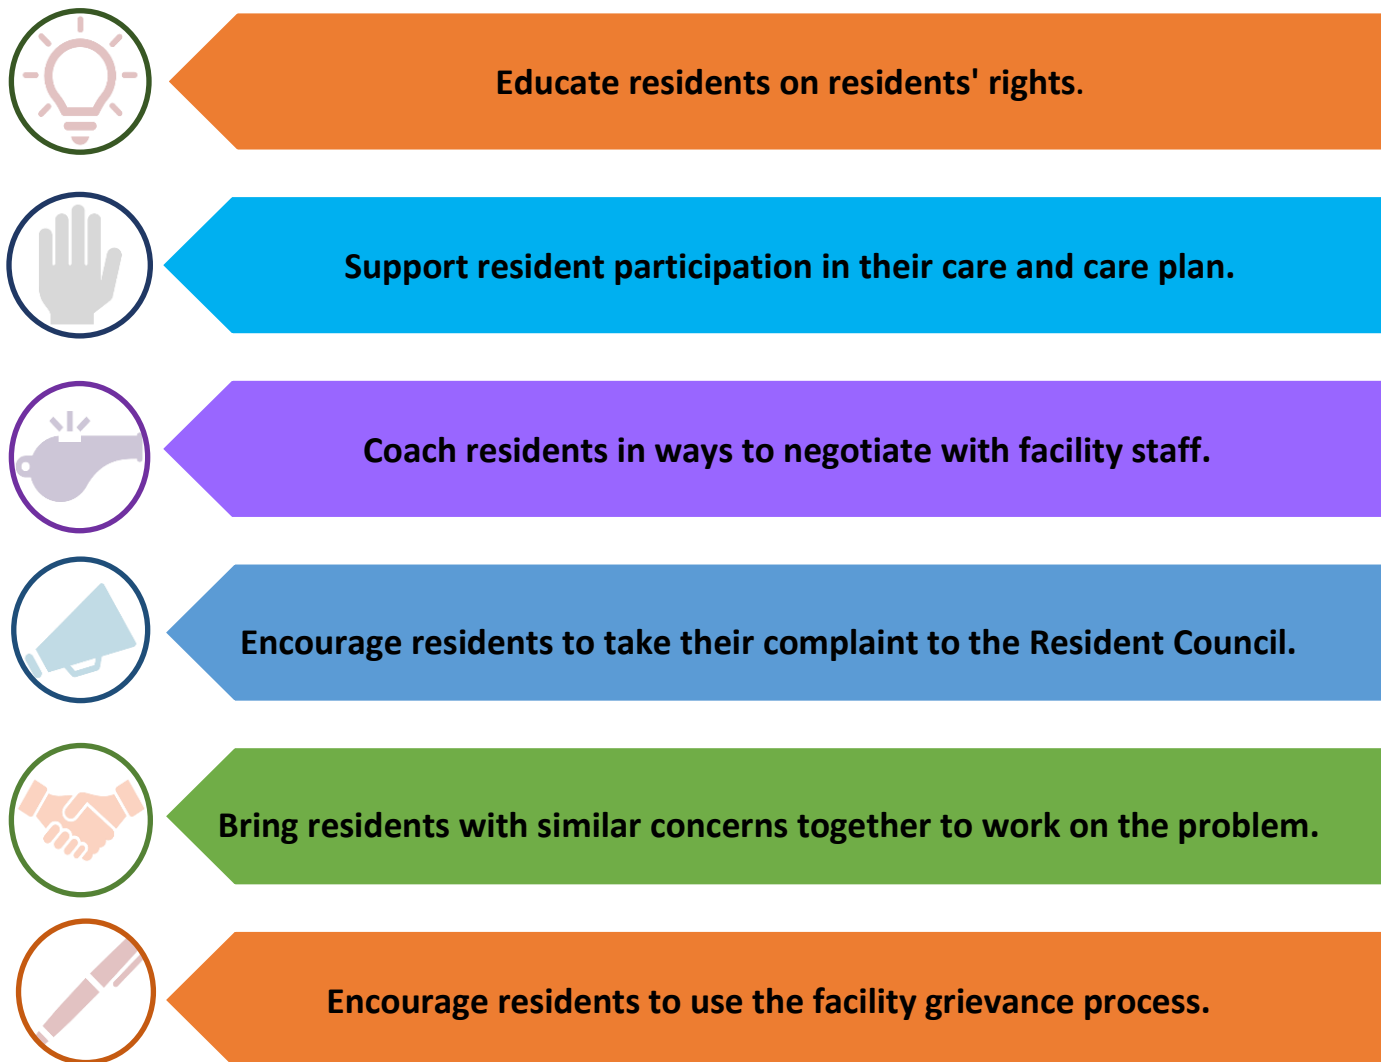 Educate residents on residents' rights.
Support resident participation in their care and care plan.
Coach residents in ways to negotiate with facility staff.
Encourage residents to take their complaint to the Resident Council.
Bring residents with similar concerns together to work on the problem.
Encourage residents to use the facility grievance process.